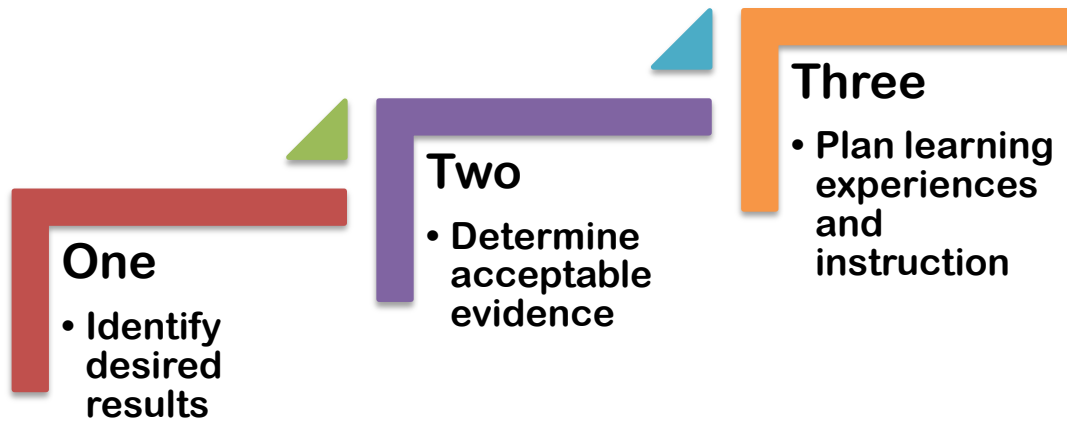 One
• Identify
desired
results
Two
• Determine
acceptable
evidence
Three
• Plan learning
experiences
and
instruction